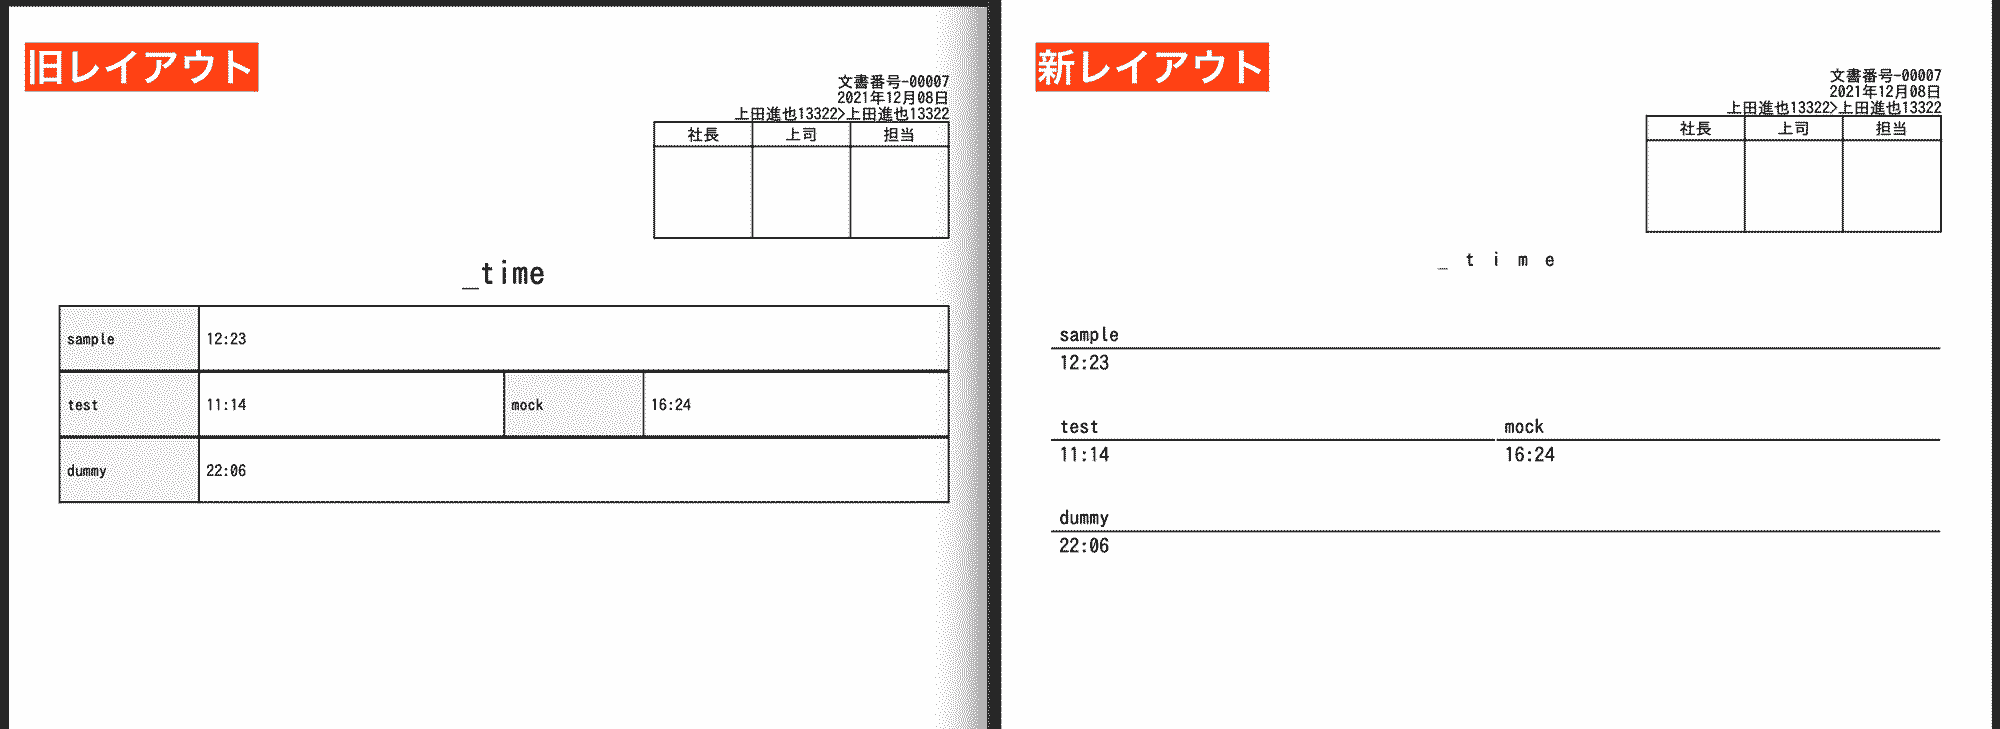 旧レイアウト
文書番号-00007
2021年12月08日
上田進也13322>上田進也13322
社長 上司 担当
_time
sample 12:23
test 11:14 mock 16:24
dummy 22:06
新レイアウト
文書番号-00007
2021年12月08日
上田進也13322>上田進也13322
社長 上司 担当
_ t i m e
sample
12:23
test mock
11:14 16:24
dummy
22:06